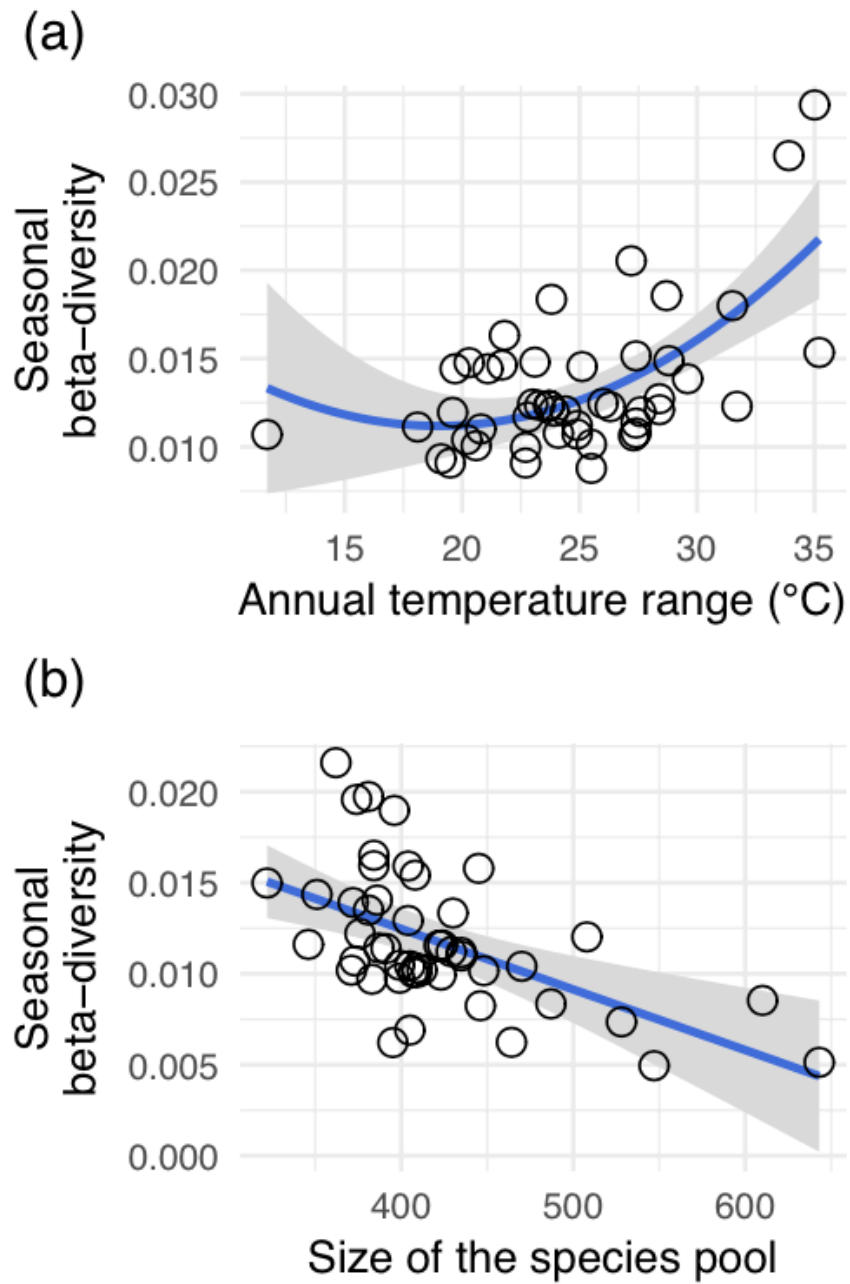 (a)
Seasonal
beta−diversity
0.030
0.025
0.020
0.015
0.010
15 20 25 30 35
Annual temperature range (°C)
(b)
Seasonal
beta−diversity
0.020
0.015
0.010
0.005
0.000
400 500 600
Size of the species pool